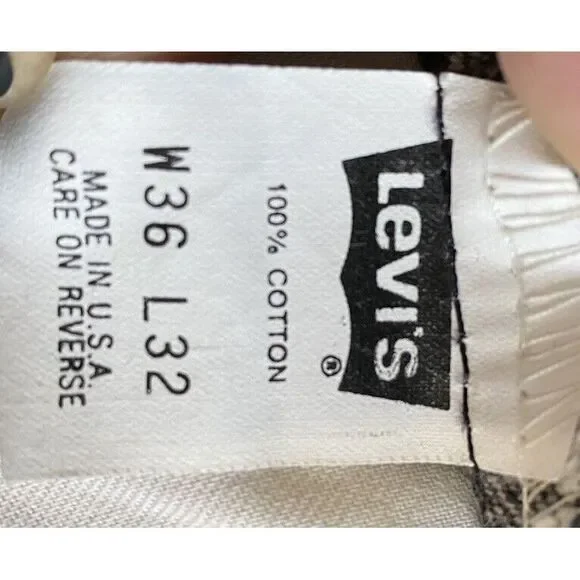 Levi's
®
100% COTTON
W36 L32
MADE IN U.S.A.
CARE ON REVERSE